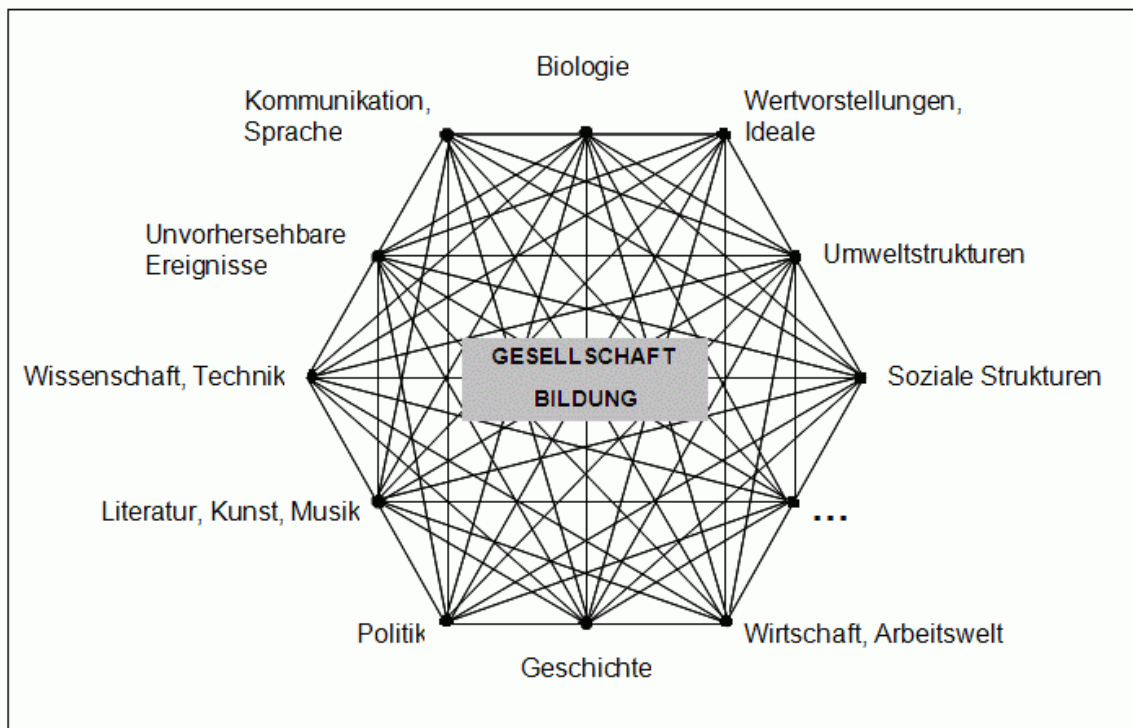 Biologie
Kommunikation,
Sprache
Wertvorstellungen,
Ideale
Unvorhersehbare
Ereignisse
Umweltstrukturen
GESELLSCHAFT
BILDUNG
Wissenschaft, Technik
Soziale Strukturen
Literatur, Kunst, Musik
...
Politik
Wirtschaft, Arbeitswelt
Geschichte